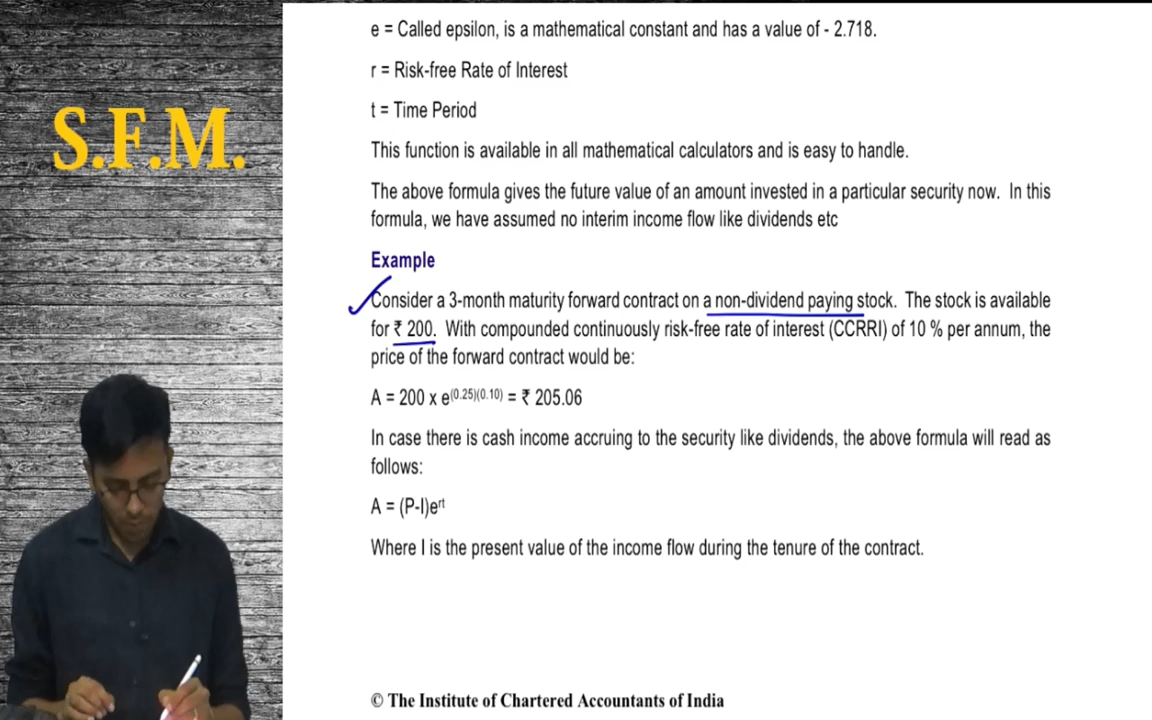 S.F.M.
e = Called epsilon, is a mathematical constant and has a value of - 2.718.
r = Risk-free Rate of Interest
t = Time Period
This function is available in all mathematical calculators and is easy to handle.
The above formula gives the future value of an amount invested in a particular security now. In this
formula, we have assumed no interim income flow like dividends etc
Example
Consider a 3-month maturity forward contract on a non-dividend paying stock. The stock is available
for ₹ 200. With compounded continuously risk-free rate of interest (CCRRI) of 10 % per annum, the
price of the forward contract would be:
A = 200 x e(0.25)(0.10) = ₹ 205.06
In case there is cash income accruing to the security like dividends, the above formula will read as
follows:
A = (P-I)ert
Where I is the present value of the income flow during the tenure of the contract.
© The Institute of Chartered Accountants of India